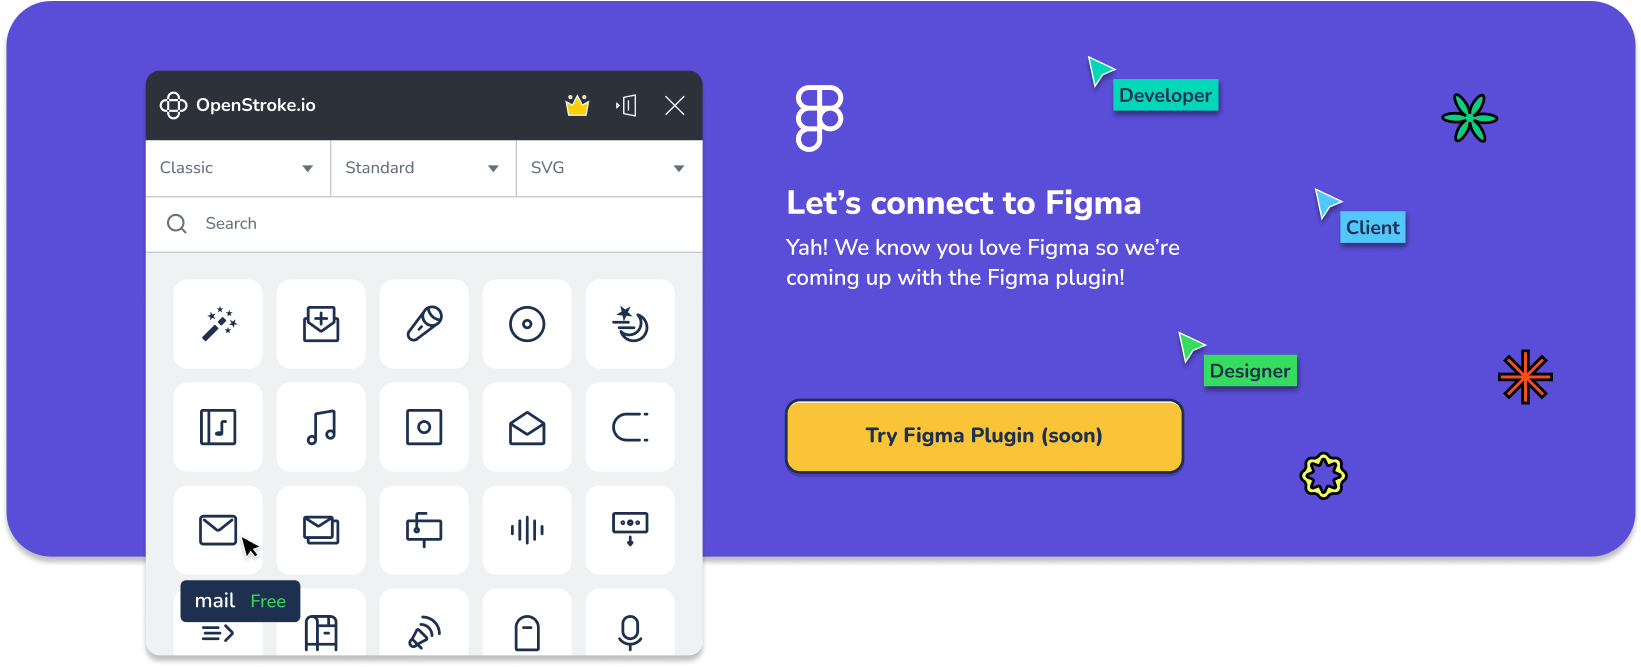 OpenStroke.io
Classic
Standard
SVG
Search
mail Free
Let’s connect to Figma
Yah! We know you love Figma so we’re
coming up with the Figma plugin!
Try Figma Plugin (soon)
Developer
Client
Designer